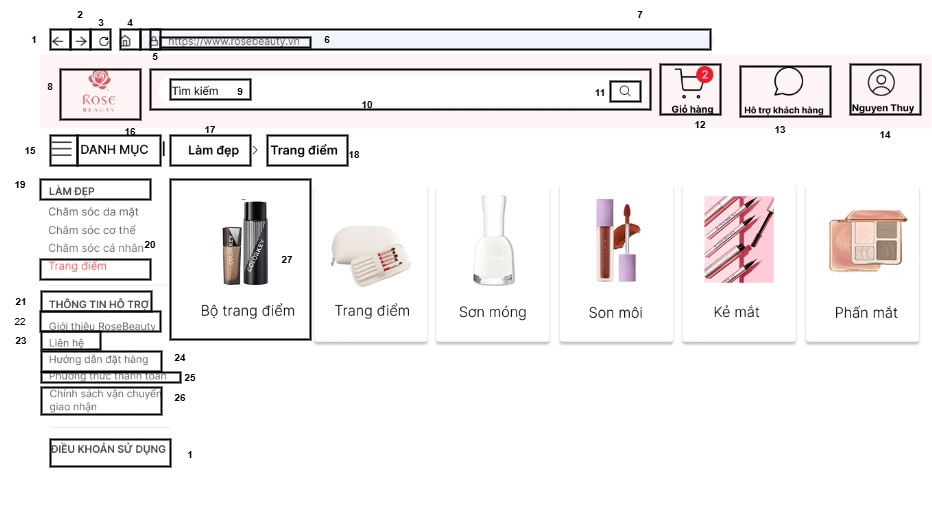 7
2
3
4
1
https://www.rosebeauty.vn
6
5
8
ROSE
BEAUTY
Tìm kiếm
9
10
11
2
Giỏ hàng
Hỗ trợ khách hàng
Nguyen Thuy
12
13
14
16
17
15
DANH MỤC
Làm đẹp
Trang điểm
18
19
LÀM ĐẸP
Chăm sóc da mặt
Chăm sóc cơ thể
Chăm sóc cá nhân
20
Trang điểm
COLORKEY
COLORKEY
27
Bộ trang điểm
Trang điểm
Sơn móng
Son môi
Kẻ mắt
Phấn mắt
21
THÔNG TIN HỖ TRỢ
22
Giới thiệu RoseBeauty
23
Liên hệ
Hướng dẫn đặt hàng
24
Phương thức thanh toán
25
Chính sách vận chuyển
giao nhận
26
ĐIỀU KHOẢN SỬ DỤNG
1